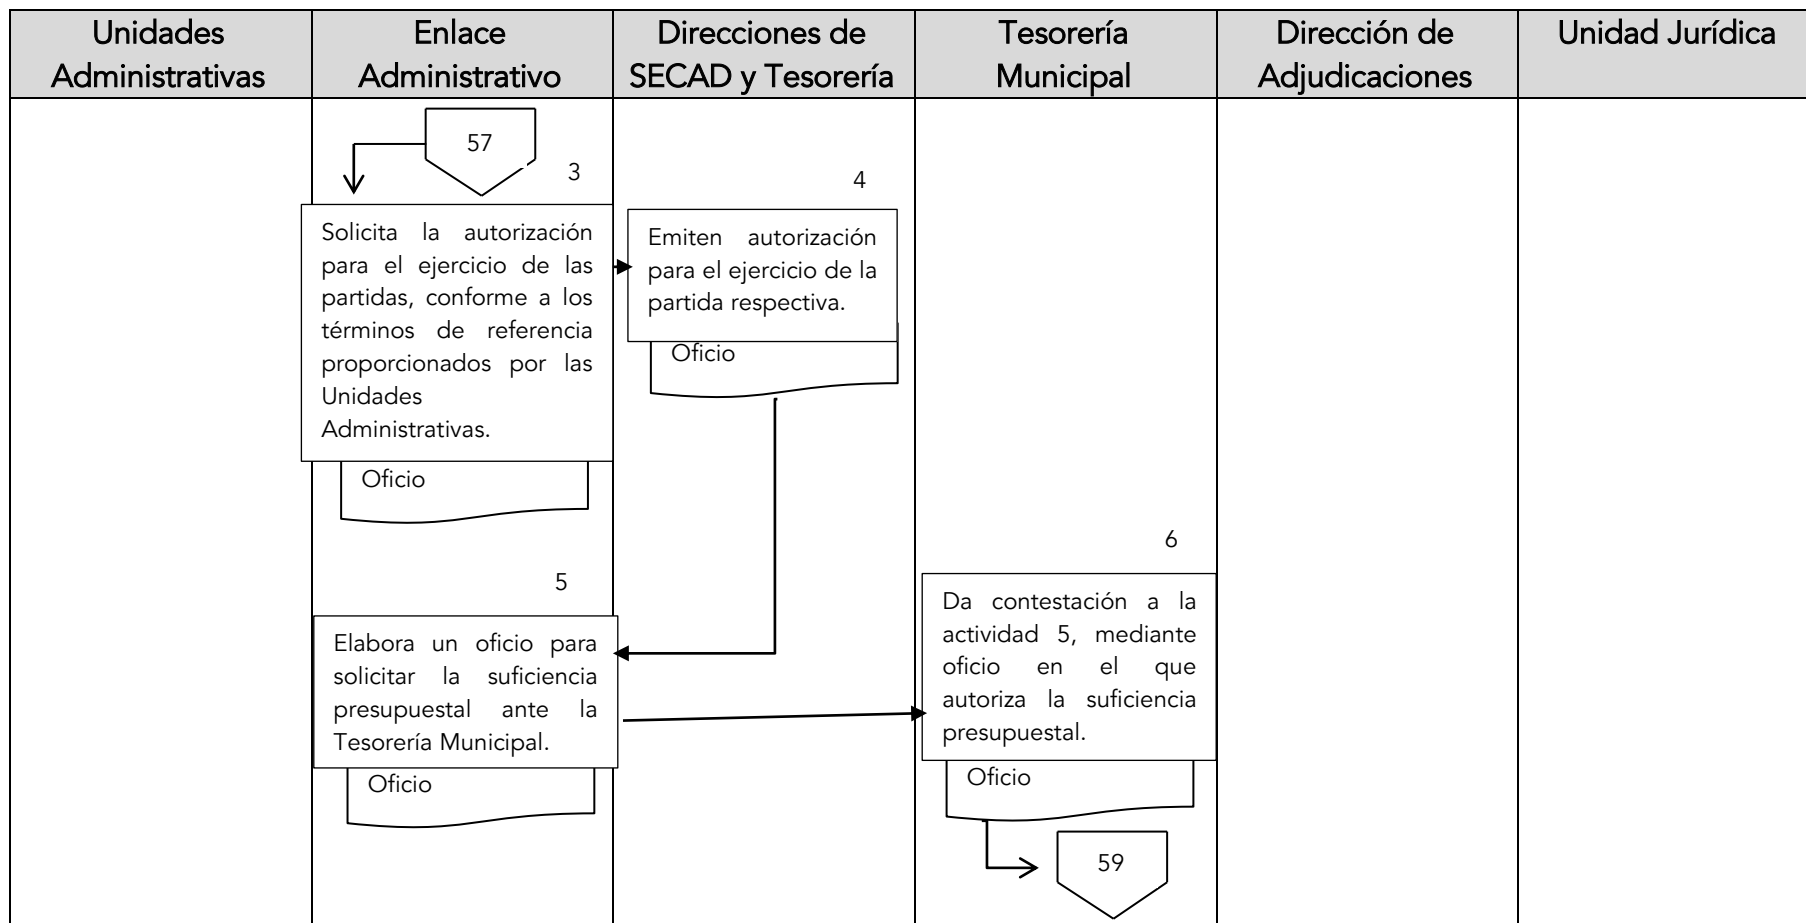 Unidades
Administrativas
Enlace
Administrativo
Direcciones de
SECAD y Tesorería
Tesorería
Municipal
Dirección de
Adjudicaciones
Unidad Jurídica
57
3
Solicita la autorización
para el ejercicio de las
partidas, conforme a los
términos de referencia
proporcionados por las
Unidades
Administrativas.
Oficio
4
Emiten autorización
para el ejercicio de la
partida respectiva.
Oficio
5
Elabora un oficio para
solicitar la suficiencia
presupuestal ante la
Tesorería Municipal.
Oficio
6
Da contestación a la
actividad 5, mediante
oficio en el que
autoriza la suficiencia
presupuestal.
Oficio
59